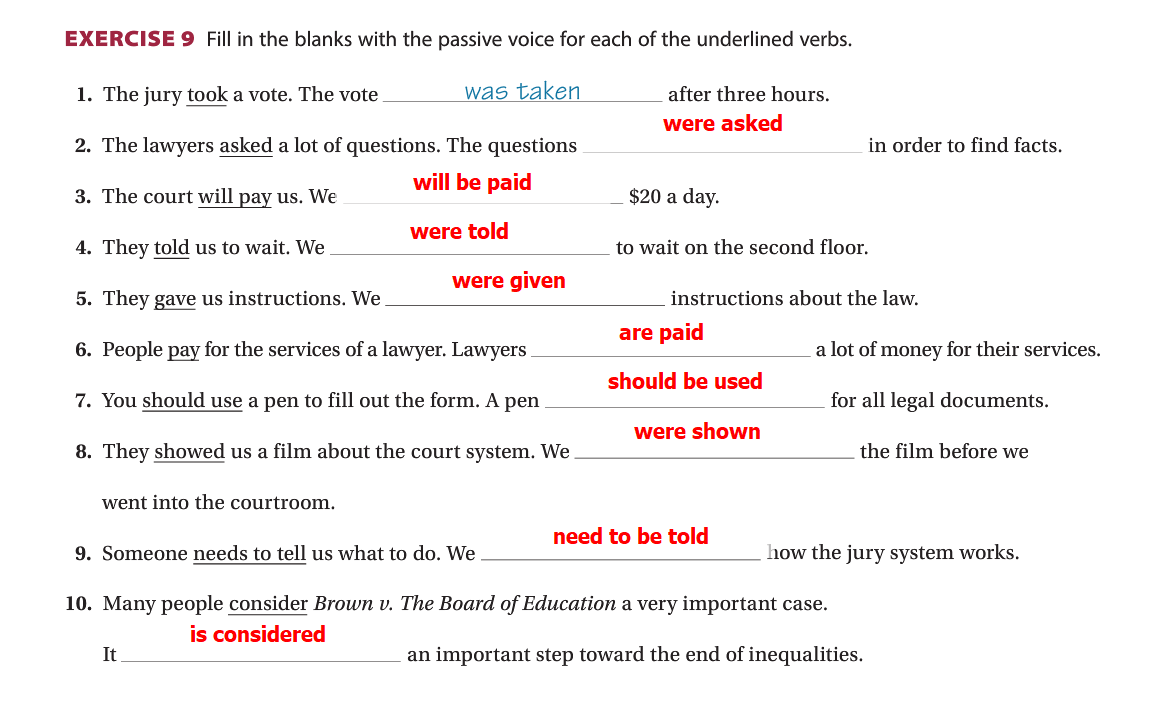 EXERCISE 9 Fill in the blanks with the passive voice for each of the underlined verbs.
1. The jury took a vote. The vote was taken after three hours.
2. The lawyers asked a lot of questions. The questions were asked in order to find facts.
3. The court will pay us. We will be paid $20 a day.
4. They told us to wait. We were told to wait on the second floor.
5. They gave us instructions. We were given instructions about the law.
6. People pay for the services of a lawyer. Lawyers are paid a lot of money for their services.
7. You should use a pen to fill out the form. A pen should be used for all legal documents.
8. They showed us a film about the court system. We were shown the film before we
went into the courtroom.
9. Someone needs to tell us what to do. We need to be told how the jury system works.
10. Many people consider Brown v. The Board of Education a very important case.
It is considered an important step toward the end of inequalities.